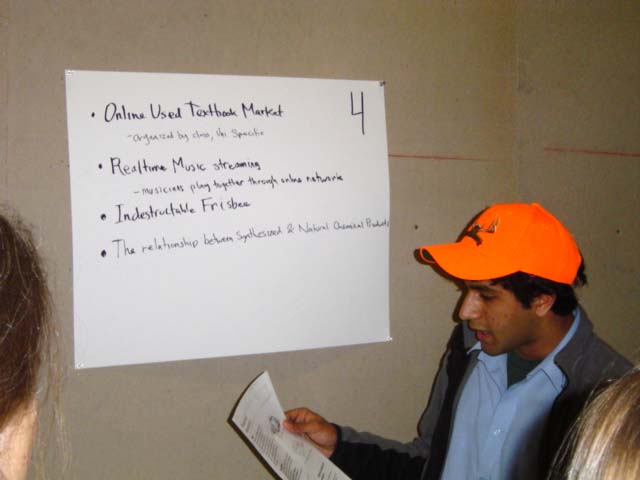 4
• Online Used Textbook Market
- organized by class, Uni Specific
• Realtime Music streaming
- musicians play together through online networks
• Indestructable Frisbee
• The relationship between Synthesized & Natural Chemical Products